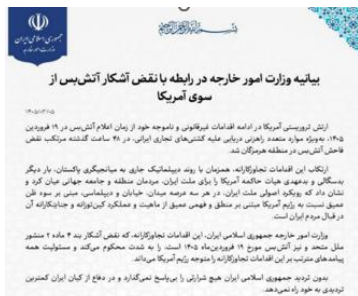 جمهوری اسلامی ایران
وزارت امور خارجه
بیانیه وزارت امور خارجه در رابطه با نقض آشکار آتش‌بس از
سوی آمریکا
۱۴۰۵/۰۳/۰۵
ارتش تروریستی آمریکا در ادامه اقدامات غیرقانونی و ناموجه خود از زمان اعلام آتش‌بس در ۱۹ فروردین
۱۴۰۵، به‌ویژه موارد متعدد راهزنی دریایی علیه کشتی‌های تجاری ایرانی، در ۴۸ ساعت گذشته مرتکب نقض
فاحش آتش‌بس در منطقه هرمزگان شد.
ارتکاب این اقدامات تجاوزکارانه، همزمان با روند دیپلماتیک جاری به میانجیگری پاکستان، بار دیگر
بدسگالی و بدعهدی هیات حاکمه آمریکا را برای ملت ایران، مردمان منطقه و جامعه جهانی عیان کرد و
نشان داد که رویکرد اصولی ملت ایران، در هر سه عرصه میدان، خیابان و دیپلماسی، مبنی بر سوء ظن
عمیق نسبت به رژیم آمریکا مبتنی بر منطق و فهمی عمیق از ماهیت و عملکرد کین‌توزانه و جنایتکارانه آن
در قبال مردم ایران است.
وزارت امور خارجه جمهوری اسلامی ایران، این اقدامات تجاوزکارانه، که نقض آشکار بند ۴ ماده ۲ منشور
ملل متحد و نیز آتش‌بس مورخ ۱۹ فروردین‌ماه ۱۴۰۵ است، را به شدت محکوم می‌کند و مسئولیت همه
پیامدهای مترتب بر این اقدامات تجاوزکارانه را متوجه رژیم آمریکا می‌داند.
بدون تردید جمهوری اسلامی ایران هیچ شرارتی را بی‌پاسخ نمی‌گذارد و در دفاع از کیان ایران کمترین
تردیدی به خود راه نمی‌دهد.